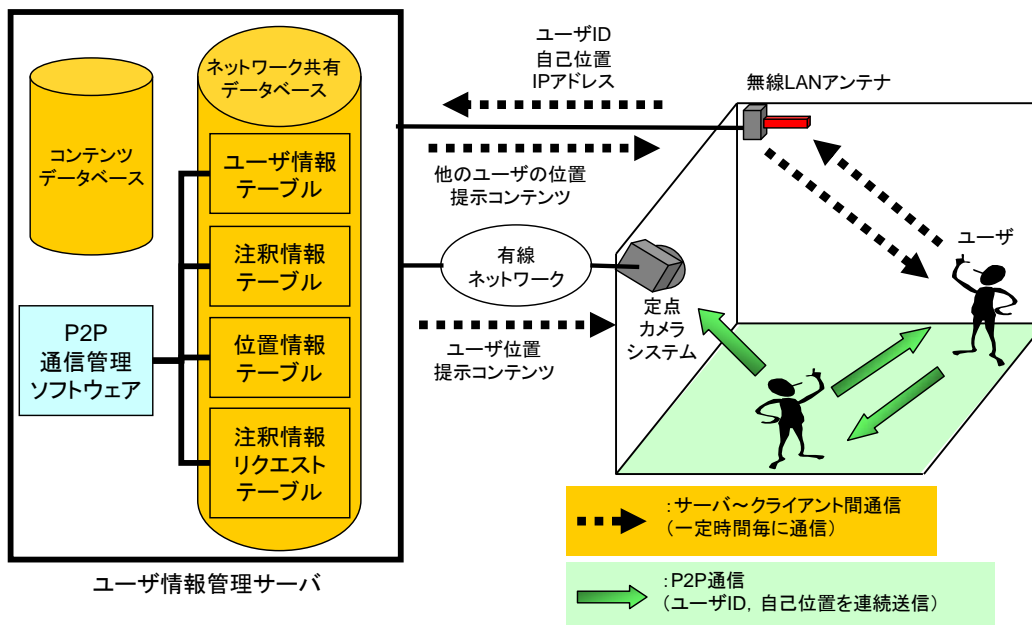 ネットワーク共有
データベース
コンテンツ
データベース
ユーザ情報
テーブル
注釈情報
テーブル
位置情報
テーブル
注釈情報
リクエスト
テーブル
P2P
通信管理
ソフトウェア
ユーザ情報管理サーバ
ユーザID
自己位置
IPアドレス
他のユーザの位置
提示コンテンツ
有線
ネットワーク
ユーザ位置
提示コンテンツ
無線LANアンテナ
定点
カメラ
システム
ユーザ
:サーバ～クライアント間通信
（一定時間毎に通信）
:P2P通信
（ユーザID，自己位置を連続送信）